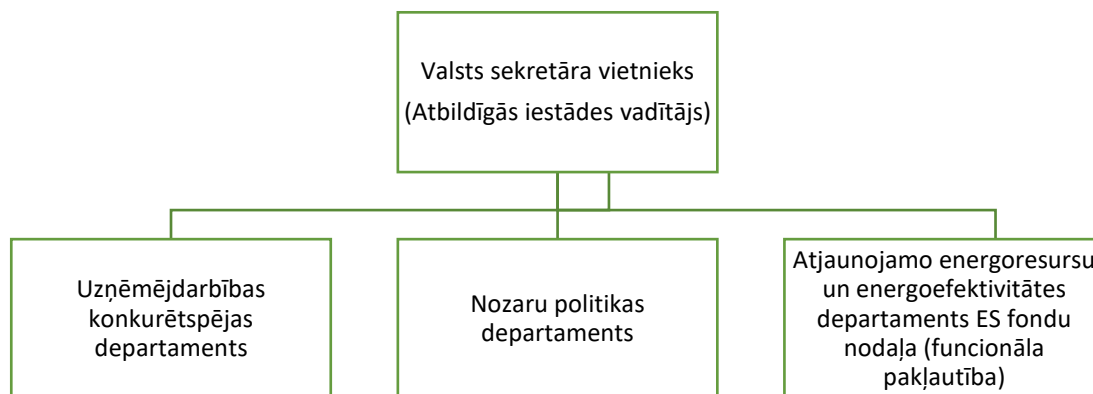 Valsts sekretāra vietnieks
(Atbildīgās iestādes vadītājs)
Uzņēmējdarbības
konkurētspējas
departaments
Nozaru politikas
departaments
Atjaunojamo energoresursu
un energoefektivitātes
departaments ES fondu
nodaļa (funcionāla
pakļautība)